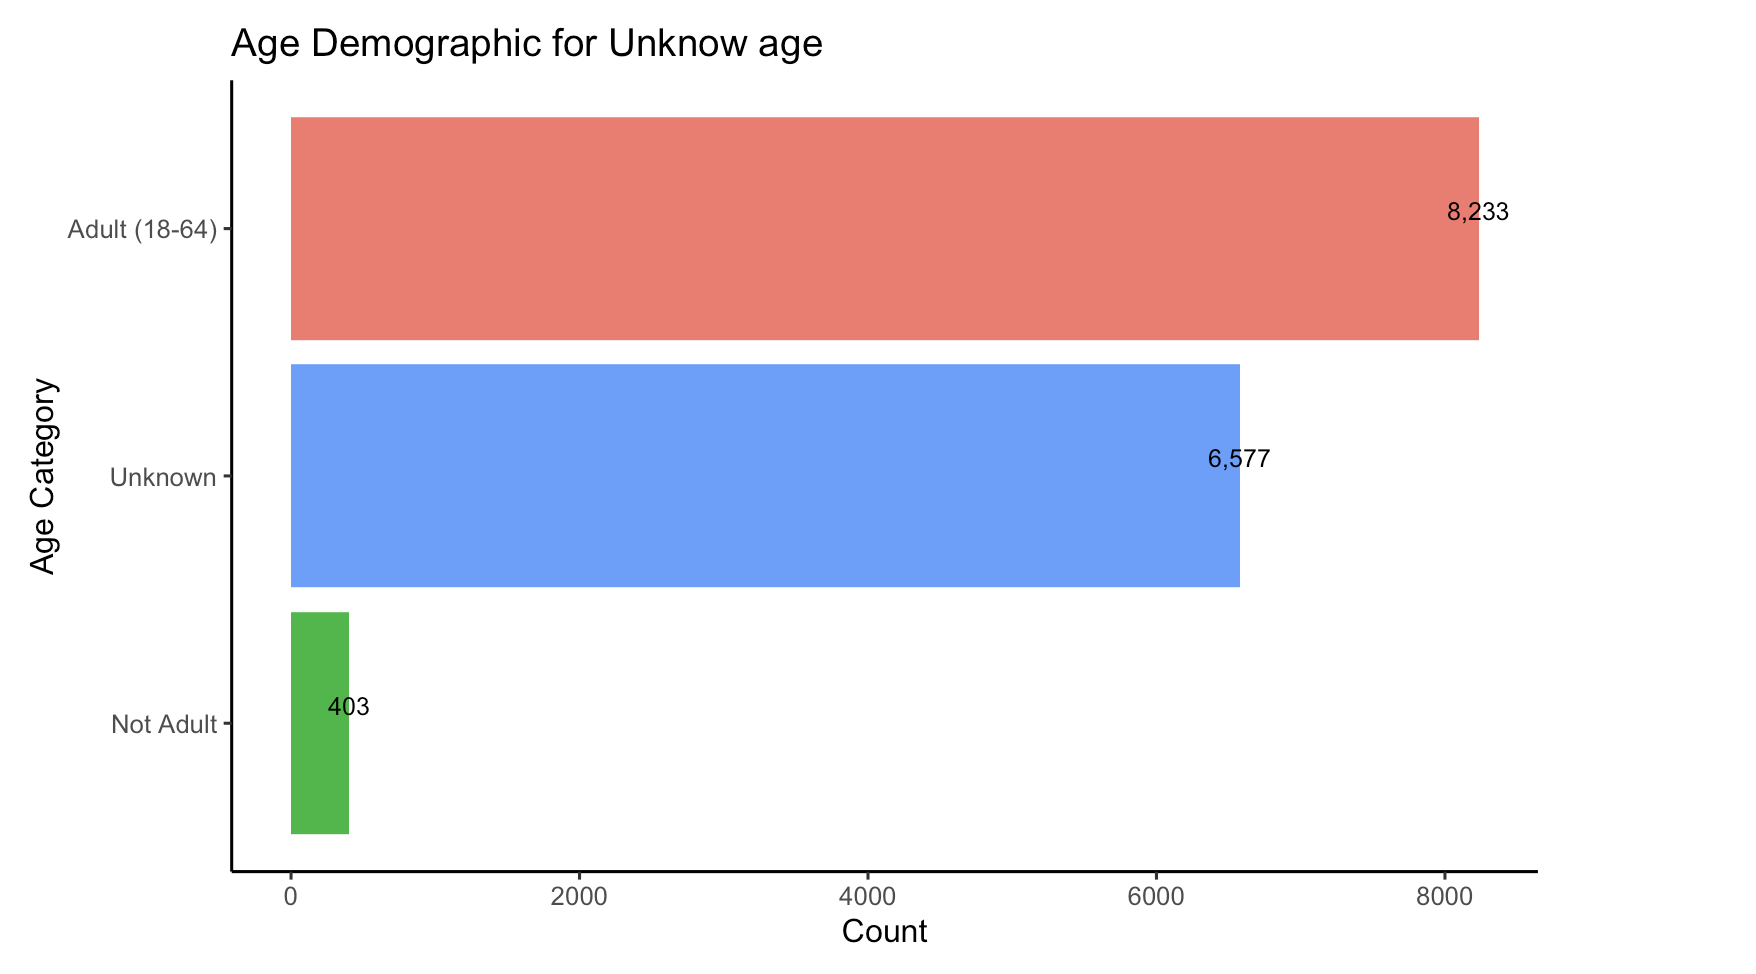 Age Demographic for Unknow age
Adult (18-64)
8,233
Unknown
6,577
Not Adult
403
Age Category
0 2000 4000 6000 8000
Count